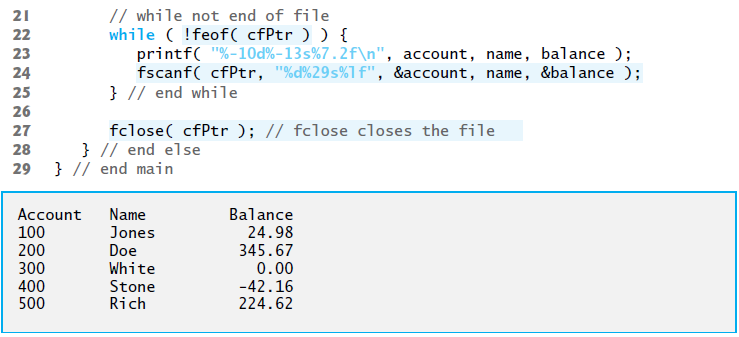 21 // while not end of file
22 while ( !feof( cfPtr ) ) {
23 printf( "%-10d%-13s%7.2f\n", account, name, balance );
24 fscanf( cfPtr, "%d%29s%lf", &account, name, &balance );
25 } // end while
26
27 fclose( cfPtr ); // fclose closes the file
28 } // end else
29 } // end main
Account Name Balance
100 Jones 24.98
200 Doe 345.67
300 White 0.00
400 Stone -42.16
500 Rich 224.62